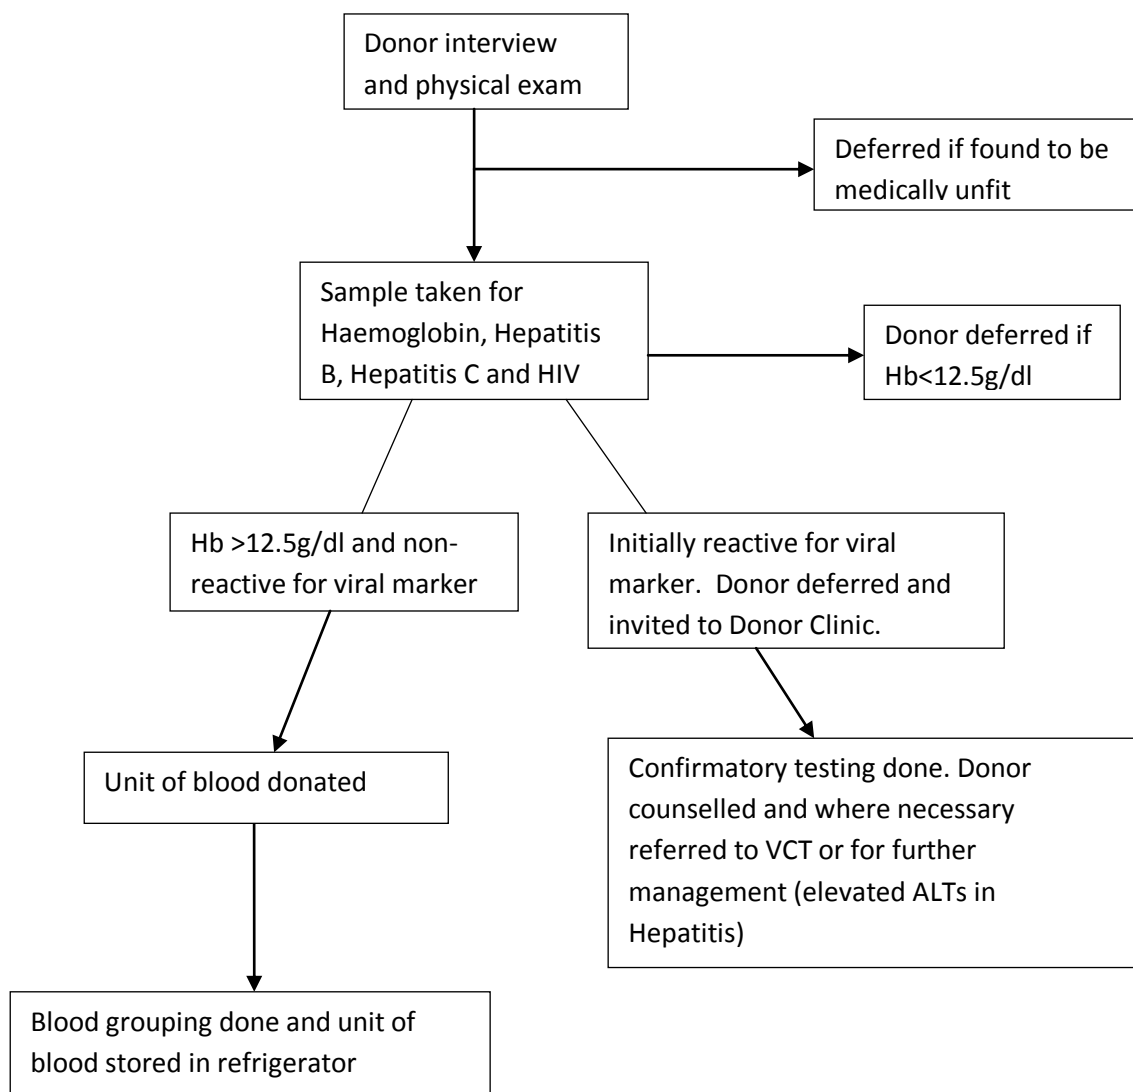 Donor interview
and physical exam
Deferred if found to be
medically unfit
Sample taken for
Haemoglobin, Hepatitis
B, Hepatitis C and HIV
Donor deferred if
Hb<12.5g/dl
Hb >12.5g/dl and non-
reactive for viral marker
Initially reactive for viral
marker.  Donor deferred and
invited to Donor Clinic.
Unit of blood donated
Confirmatory testing done. Donor
counselled and where necessary
referred to VCT or for further
management (elevated ALTs in
Hepatitis)
Blood grouping done and unit of
blood stored in refrigerator